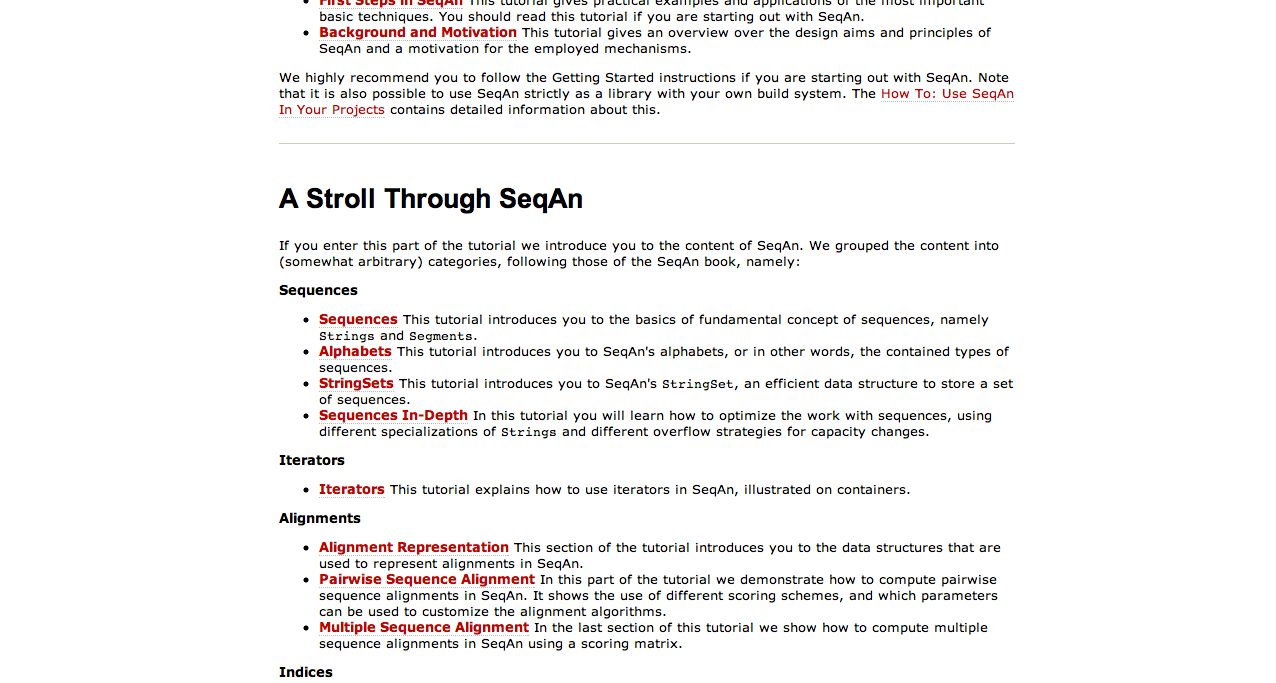 First Steps in SeqAn This tutorial gives practical examples and applications of the most important
basic techniques. You should read this tutorial if you are starting out with SeqAn.
Background and Motivation This tutorial gives an overview over the design aims and principles of
SeqAn and a motivation for the employed mechanisms.
We highly recommend you to follow the Getting Started instructions if you are starting out with SeqAn. Note
that it is also possible to use SeqAn strictly as a library with your own build system. The How To: Use SeqAn
In Your Projects contains detailed information about this.
A Stroll Through SeqAn
If you enter this part of the tutorial we introduce you to the content of SeqAn. We grouped the content into
(somewhat arbitrary) categories, following those of the SeqAn book, namely:
Sequences
Sequences This tutorial introduces you to the basics of fundamental concept of sequences, namely
Strings and Segments.
Alphabets This tutorial introduces you to SeqAn's alphabets, or in other words, the contained types of
sequences.
StringSets This tutorial introduces you to SeqAn's StringSet, an efficient data structure to store a set
of sequences.
Sequences In-Depth In this tutorial you will learn how to optimize the work with sequences, using
different specializations of Strings and different overflow strategies for capacity changes.
Iterators
Iterators This tutorial explains how to use iterators in SeqAn, illustrated on containers.
Alignments
Alignment Representation This section of the tutorial introduces you to the data structures that are
used to represent alignments in SeqAn.
Pairwise Sequence Alignment In this part of the tutorial we demonstrate how to compute pairwise
sequence alignments in SeqAn. It shows the use of different scoring schemes, and which parameters
can be used to customize the alignment algorithms.
Multiple Sequence Alignment In the last section of this tutorial we show how to compute multiple
sequence alignments in SeqAn using a scoring matrix.
Indices